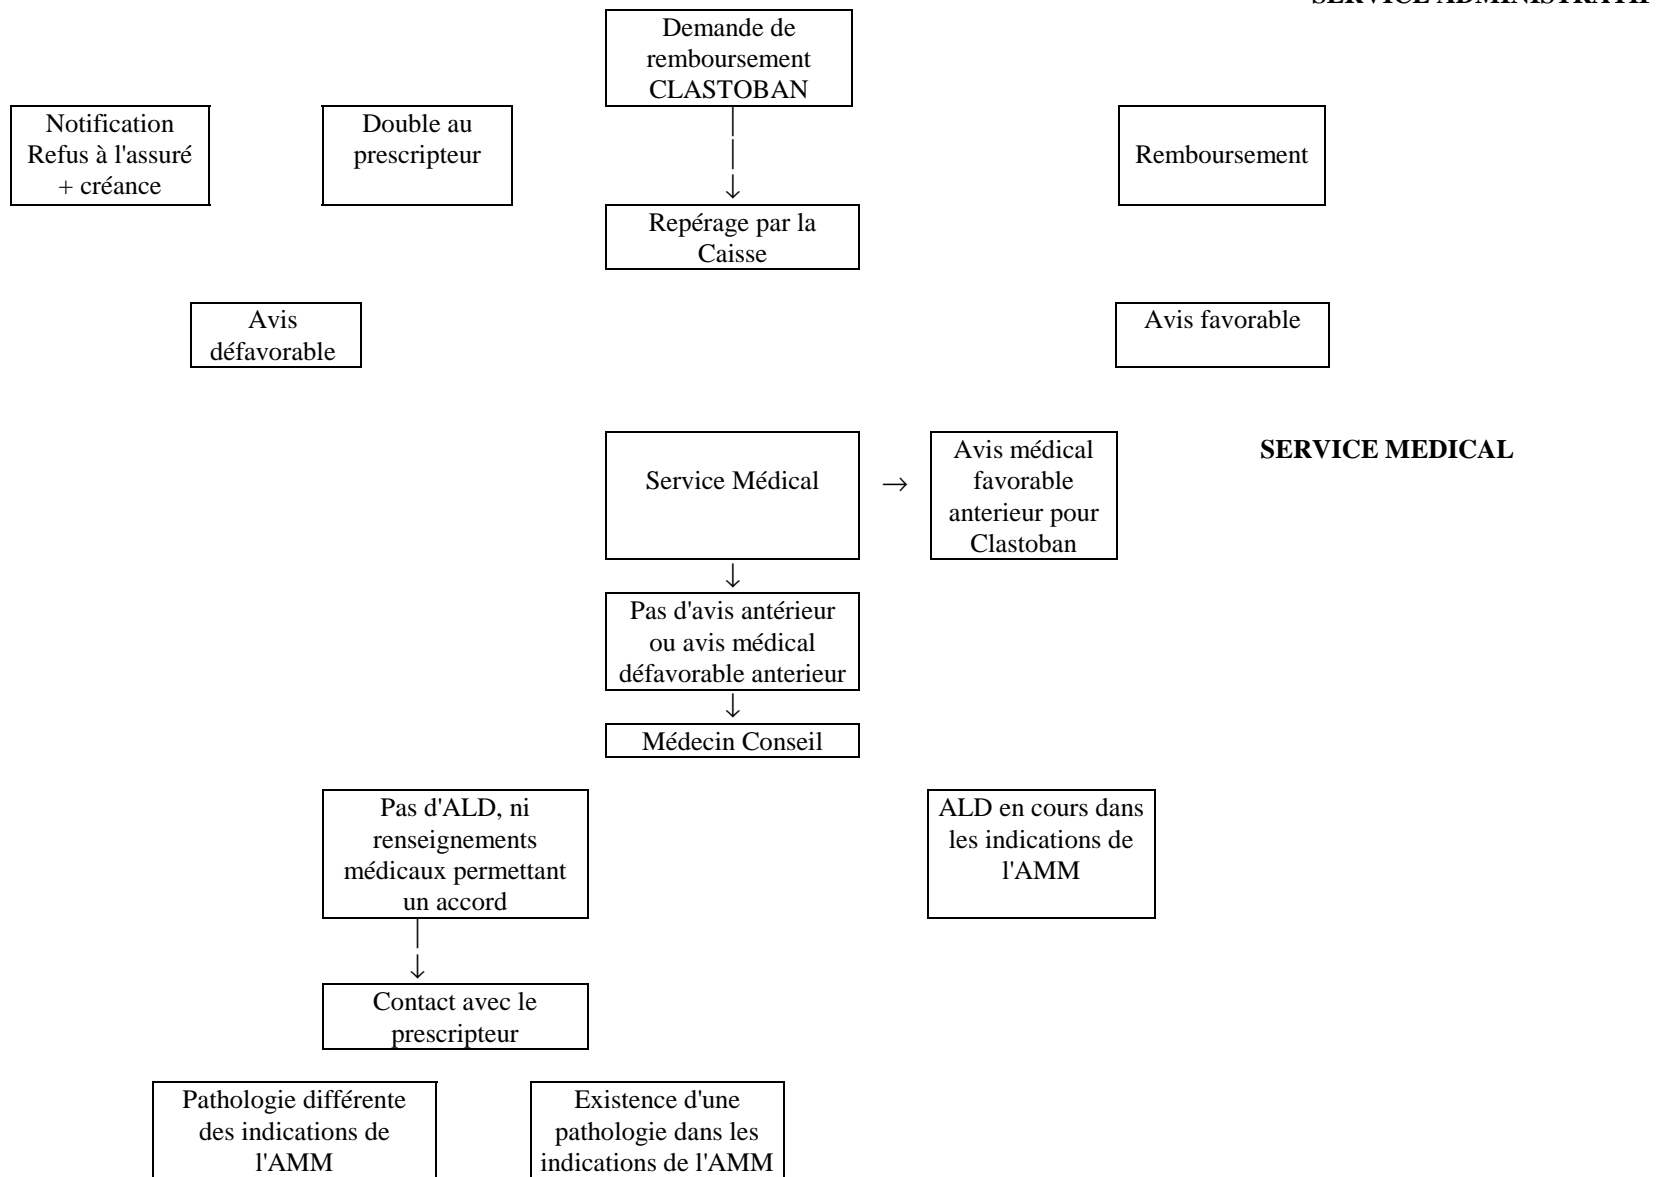 SERVICE ADMINISTRATIF
Demande de
remboursement
CLASTOBAN
Notification
Refus à l'assuré
+ créance
Double au
prescripteur
Remboursement
Repérage par la
Caisse
Avis
défavorable
Avis favorable
Service Médical
→
Avis médical
favorable
anterieur pour
Clastoban
SERVICE MEDICAL
Pas d'avis antérieur
ou avis médical
défavorable anterieur
Médecin Conseil
Pas d'ALD, ni
renseignements
médicaux permettant
un accord
ALD en cours dans
les indications de
l'AMM
Contact avec le
prescripteur
Pathologie différente
des indications de
l'AMM
Existence d'une
pathologie dans les
indications de l'AMM